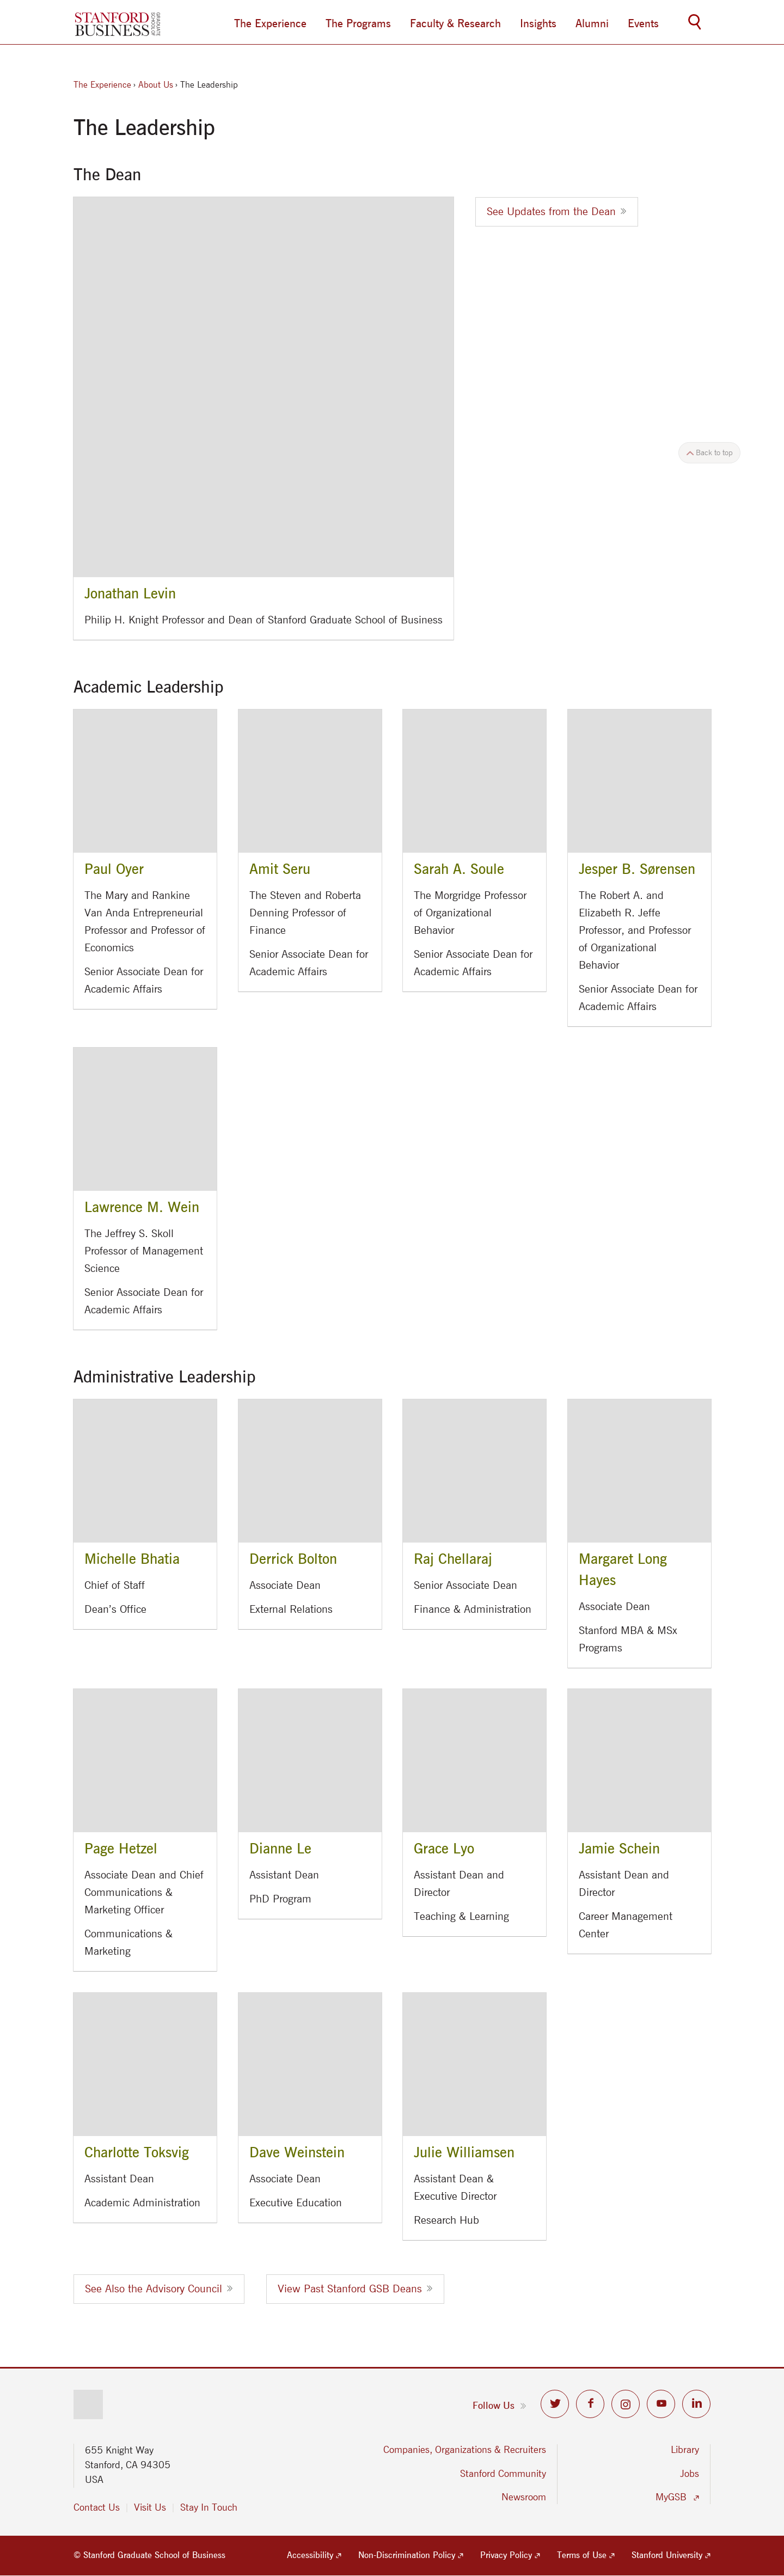 STANFORD
BUSINESS
GRADUATE
SCHOOL OF
The Experience
The Programs
Faculty & Research
Insights
Alumni
Events
The Experience › About Us › The Leadership
The Leadership
The Dean
See Updates from the Dean »
Back to top
Jonathan Levin
Philip H. Knight Professor and Dean of Stanford Graduate School of Business
Academic Leadership
Paul Oyer
The Mary and Rankine
Van Anda Entrepreneurial
Professor and Professor of
Economics
Senior Associate Dean for
Academic Affairs
Amit Seru
The Steven and Roberta
Denning Professor of
Finance
Senior Associate Dean for
Academic Affairs
Sarah A. Soule
The Morgridge Professor
of Organizational
Behavior
Senior Associate Dean for
Academic Affairs
Jesper B. Sørensen
The Robert A. and
Elizabeth R. Jeffe
Professor, and Professor
of Organizational
Behavior
Senior Associate Dean for
Academic Affairs
Lawrence M. Wein
The Jeffrey S. Skoll
Professor of Management
Science
Senior Associate Dean for
Academic Affairs
Administrative Leadership
Michelle Bhatia
Chief of Staff
Dean's Office
Derrick Bolton
Associate Dean
External Relations
Raj Chellaraj
Senior Associate Dean
Finance & Administration
Margaret Long
Hayes
Associate Dean
Stanford MBA & MSx
Programs
Page Hetzel
Associate Dean and Chief
Communications &
Marketing Officer
Communications &
Marketing
Dianne Le
Assistant Dean
PhD Program
Grace Lyo
Assistant Dean and
Director
Teaching & Learning
Jamie Schein
Assistant Dean and
Director
Career Management
Center
Charlotte Toksvig
Assistant Dean
Academic Administration
Dave Weinstein
Associate Dean
Executive Education
Julie Williamsen
Assistant Dean &
Executive Director
Research Hub
See Also the Advisory Council »
View Past Stanford GSB Deans »
Follow Us »
655 Knight Way
Stanford, CA 94305
USA
Contact Us | Visit Us | Stay In Touch
Companies, Organizations & Recruiters
Stanford Community
Newsroom
Library
Jobs
MyGSB
© Stanford Graduate School of Business
Accessibility
Non-Discrimination Policy
Privacy Policy
Terms of Use
Stanford University